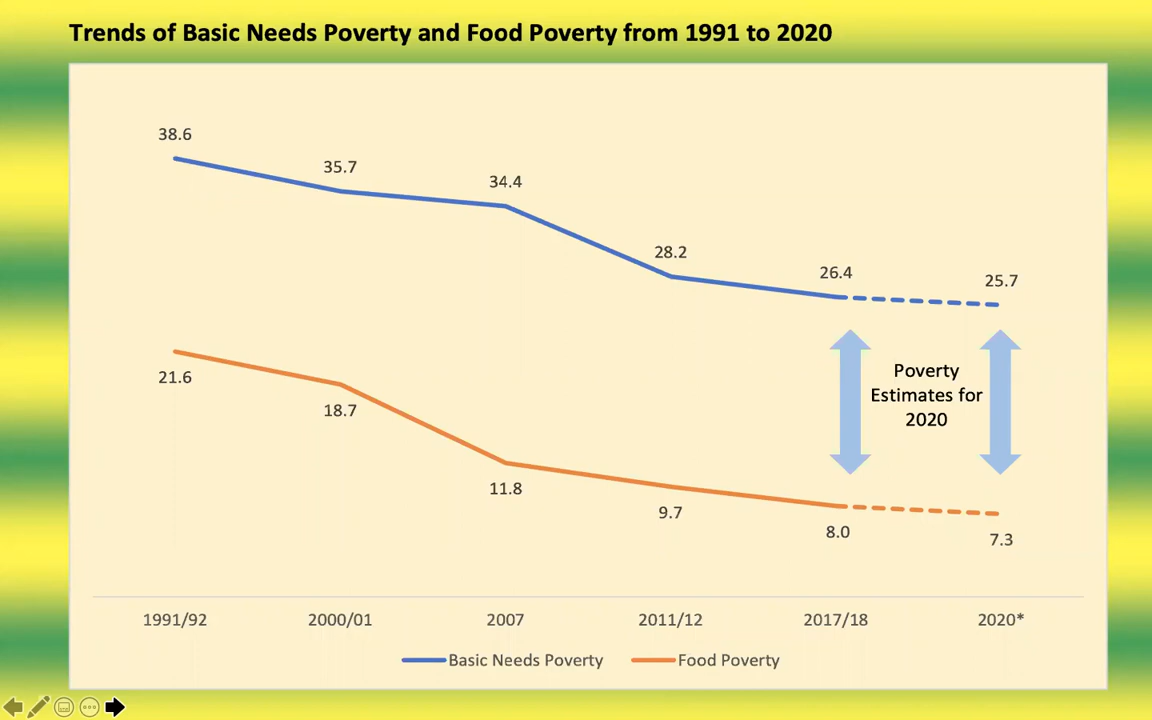 Trends of Basic Needs Poverty and Food Poverty from 1991 to 2020
38.6
35.7
34.4
28.2
26.4
25.7
21.6
18.7
11.8
9.7
8.0
7.3
Poverty
Estimates for
2020
1991/92 2000/01 2007 2011/12 2017/18 2020*
Basic Needs Poverty Food Poverty